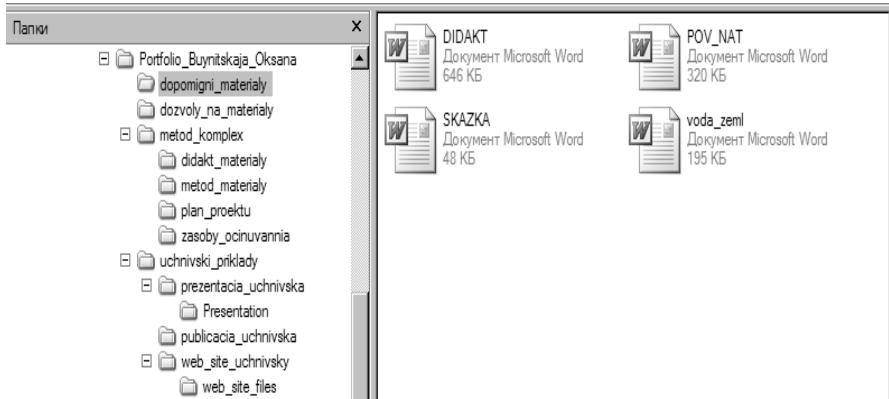 Папки
x
Portfolio_Buynitskaja_Oksana
dopomigni_materialy
dozvoly_na_materialy
metod_komplex
didakt_materialy
metod_materialy
plan_proektu
zasoby_ocinuvannia
uchnivski_priklady
prezentacia_uchnivska
Presentation
publicacia_uchnivska
web_site_uchnivsky
web_site_files
DIDAKT
Документ Microsoft Word
646 КБ
POV_NAT
Документ Microsoft Word
320 КБ
SKAZKA
Документ Microsoft Word
48 КБ
voda_zeml
Документ Microsoft Word
195 КБ